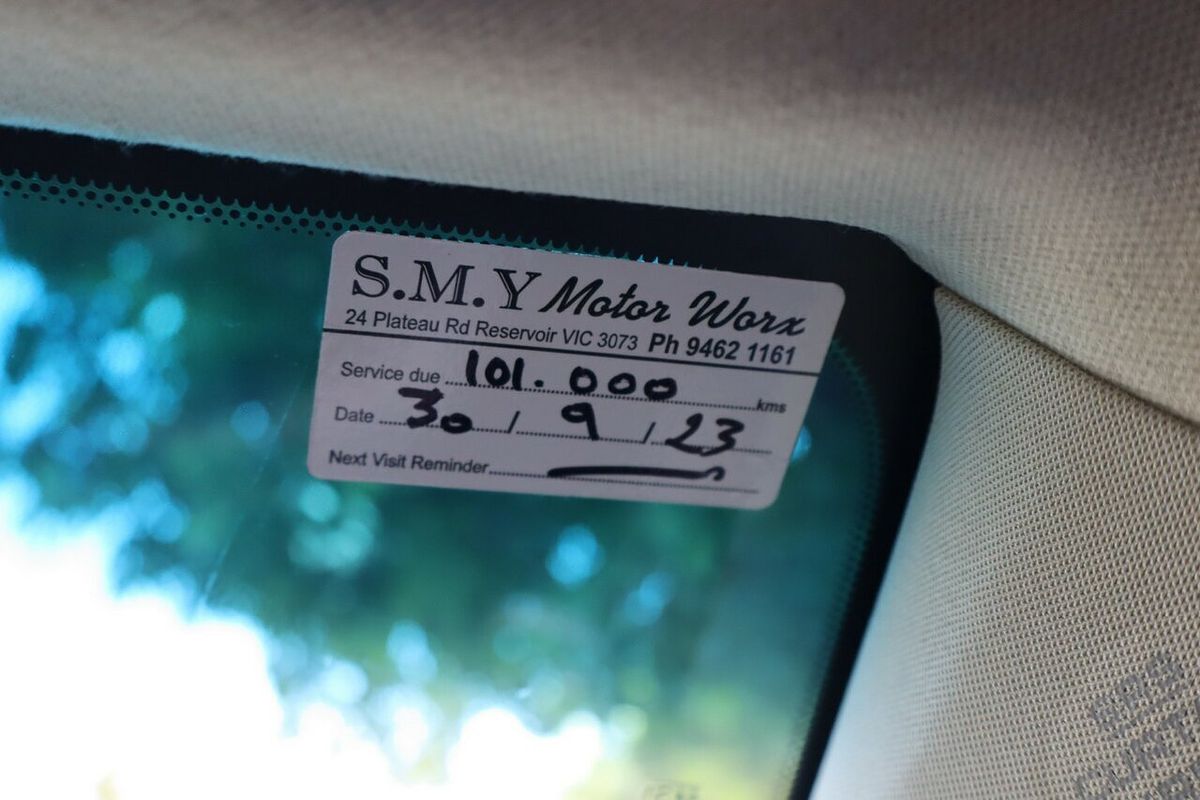 S.M.Y Motor Worx
24 Plateau Rd Reservoir VIC 3073 Ph 9462 1161
Service due 101.000 kms
Date 30 / 9 / 23
Next Visit Reminder
SRS